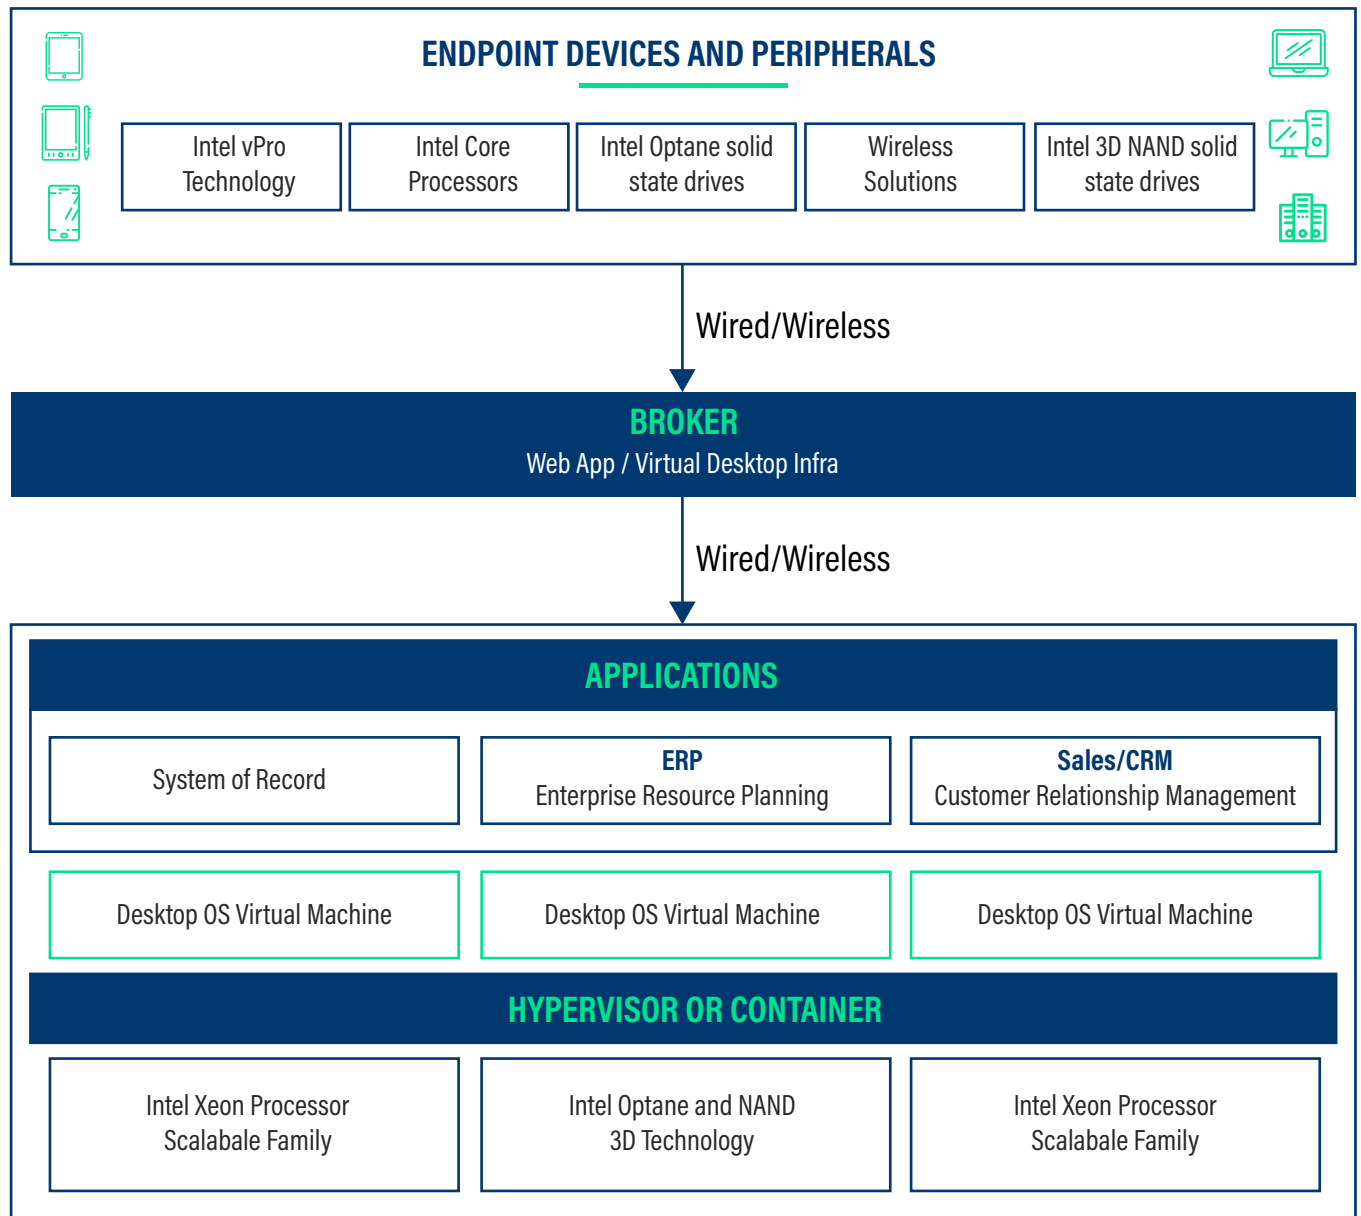 ENDPOINT DEVICES AND PERIPHERALS
Intel vPro
Technology
Intel Core
Processors
Intel Optane solid
state drives
Wireless
Solutions
Intel 3D NAND solid
state drives
Wired/Wireless
BROKER
Web App / Virtual Desktop Infra
Wired/Wireless
APPLICATIONS
System of Record
ERP
Enterprise Resource Planning
Sales/CRM
Customer Relationship Management
Desktop OS Virtual Machine
Desktop OS Virtual Machine
Desktop OS Virtual Machine
HYPERVISOR OR CONTAINER
Intel Xeon Processor
Scalabale Family
Intel Optane and NAND
3D Technology
Intel Xeon Processor
Scalabale Family